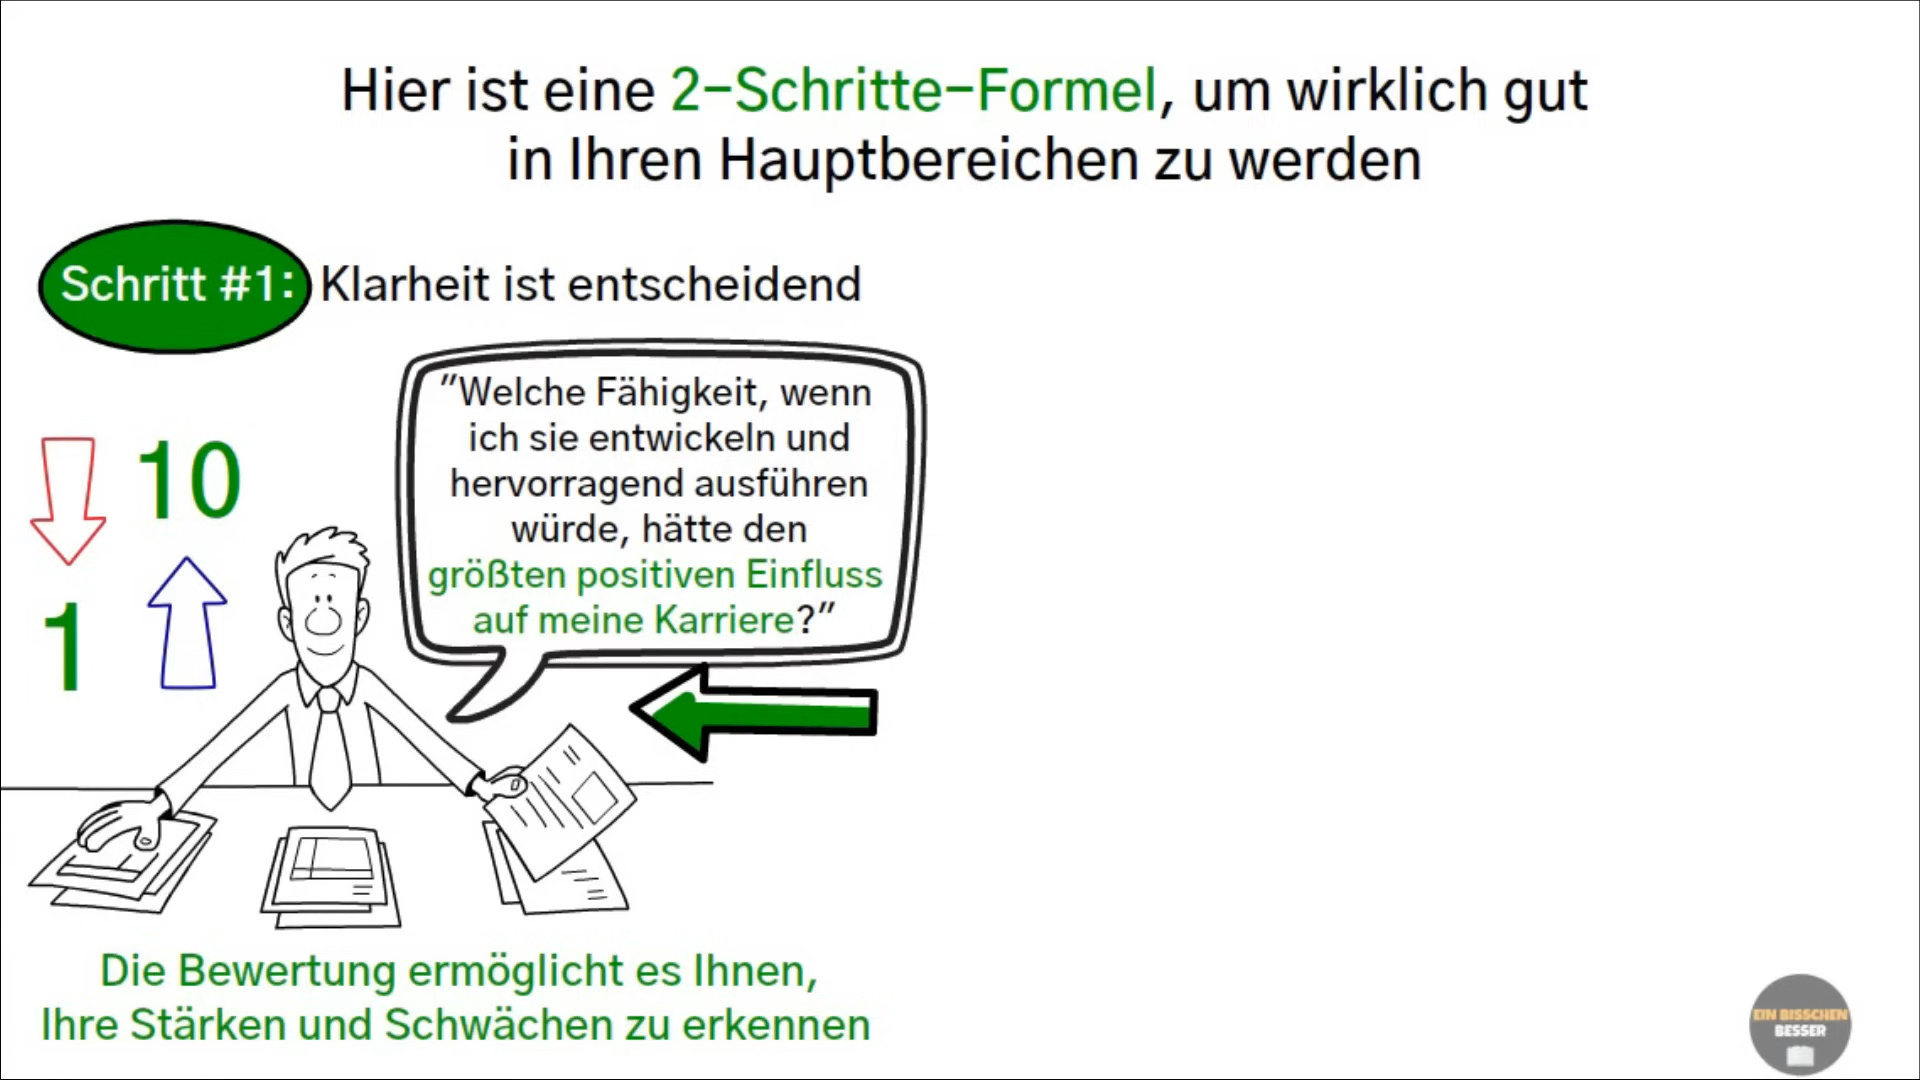 Hier ist eine 2-Schritte-Formel, um wirklich gut
in Ihren Hauptbereichen zu werden
Schritt #1: Klarheit ist entscheidend
"Welche Fähigkeit, wenn
ich sie entwickeln und
hervorragend ausführen
würde, hätte den
größten positiven Einfluss
auf meine Karriere?"
10
1
Die Bewertung ermöglicht es Ihnen,
Ihre Stärken und Schwächen zu erkennen
EIN BISSCHEN
BESSER